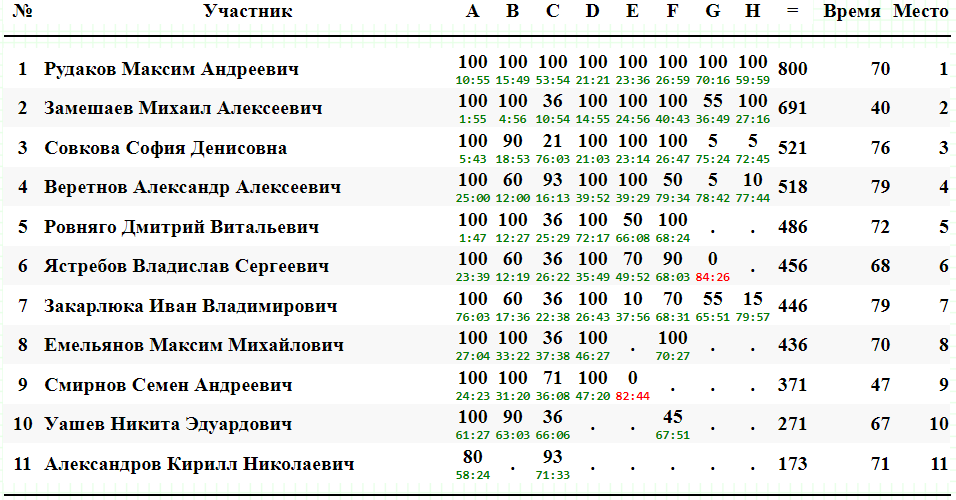 № Участник A B C D E F G H = Время Место
1 Рудаков Максим Андреевич 100 100 100 100 100 100 100 100 800 70 1
10:55 15:49 53:54 21:21 23:36 26:59 70:16 59:59
2 Замешаев Михаил Алексеевич 100 100 36 100 100 100 55 100 691 40 2
1:55 4:56 10:54 14:55 24:56 40:43 36:49 27:16
3 Совкова София Денисовна 100 90 21 100 100 100 5 5 521 76 3
5:43 18:53 76:03 21:03 23:14 26:47 75:24 72:45
4 Веретнов Александр Алексеевич 100 60 93 100 100 50 5 10 518 79 4
25:00 12:00 16:13 39:52 39:29 79:34 78:42 77:44
5 Ровняго Дмитрий Витальевич 100 100 36 100 50 100 . . 486 72 5
1:47 12:27 25:29 72:17 66:08 68:24
6 Ястребов Владислав Сергеевич 100 60 36 100 70 90 0 . 456 68 6
23:39 12:19 26:22 35:49 49:52 68:03 84:26
7 Закарлюка Иван Владимирович 100 60 36 100 10 70 55 15 446 79 7
76:03 17:36 22:38 26:43 37:56 68:31 65:51 79:57
8 Емельянов Максим Михайлович 100 100 36 100 . 100 . . 436 70 8
27:04 33:22 37:38 46:27 70:27
9 Смирнов Семен Андреевич 100 100 71 100 0 . . . 371 47 9
24:23 31:20 36:08 47:20 82:44
10 Уашев Никита Эдуардович 100 90 36 . . 45 . . 271 67 10
61:27 63:03 66:06 67:51
11 Александров Кирилл Николаевич 80 . 93 . . . . . 173 71 11
58:24 71:33